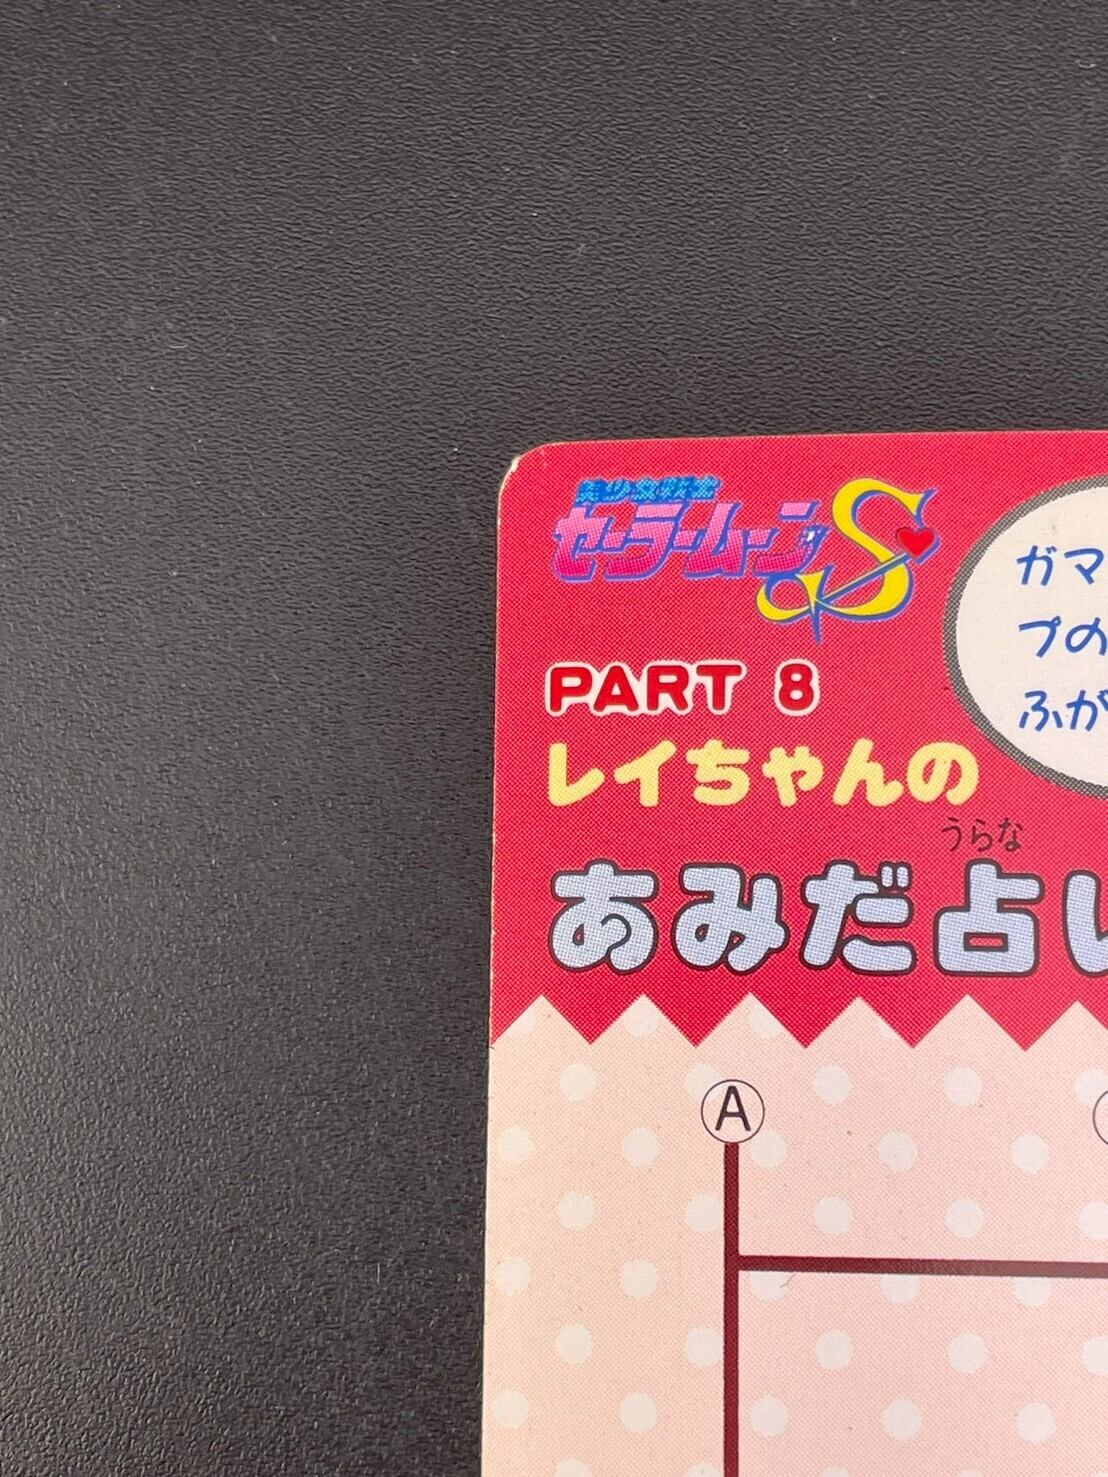 美少女戦士
セーラームーンS
PART 8
レイちゃんの
うらな
あみだ占い
ガマ
プの
ふが
A